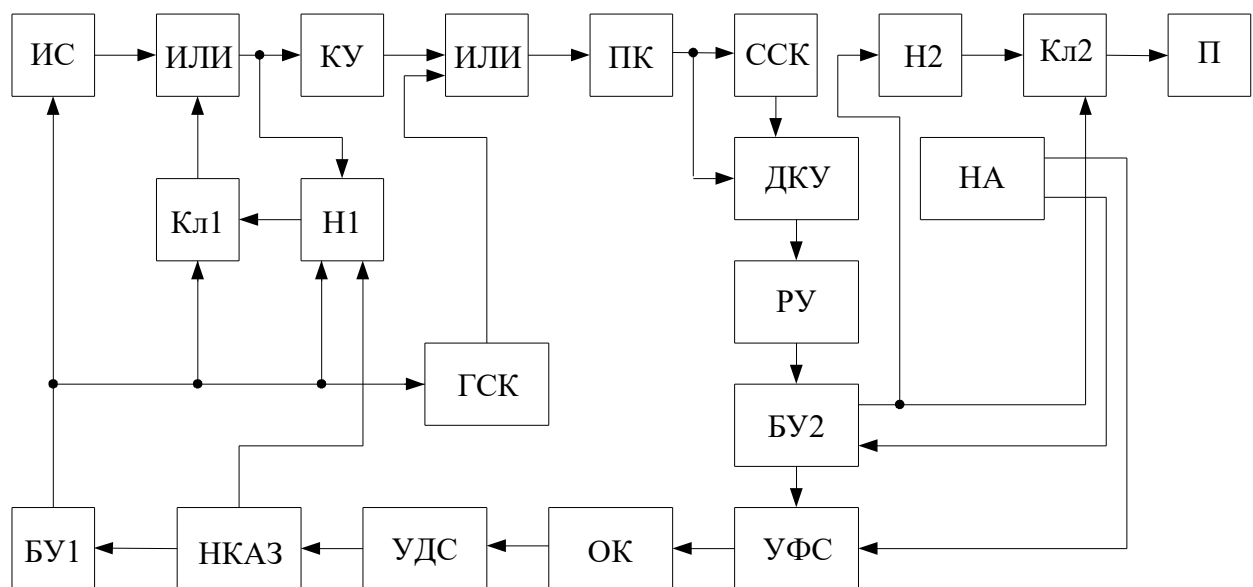 ИС
ИЛИ
КУ
ИЛИ
ПК
ССК
Н2
Кл2
П
ДКУ
НА
Кл1
Н1
РУ
ГСК
БУ2
БУ1
НКАЗ
УДС
ОК
УФС